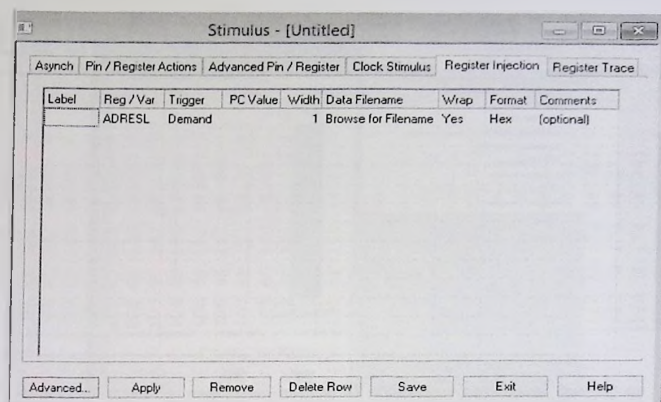 Stimulus - [Untitled]
Asynch Pin / Register Actions Advanced Pin / Register Clock Stimulus Register Injection Register Trace
Label Reg / Var Trigger PC Value Width Data Filename Wrap Format Comments
ADRESL Demand 1 Browse for Filename Yes Hex (optional)
Advanced... Apply Remove Delete Row Save Exit Help